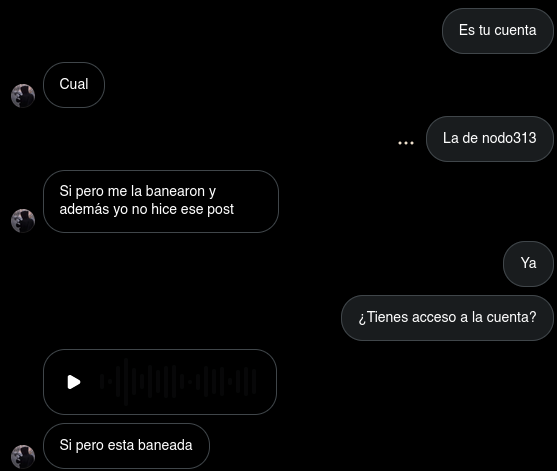 Es tu cuenta
Cual
La de nodo313
Si pero me la banearon y
además yo no hice ese post
Ya
¿Tienes acceso a la cuenta?
Si pero esta baneada